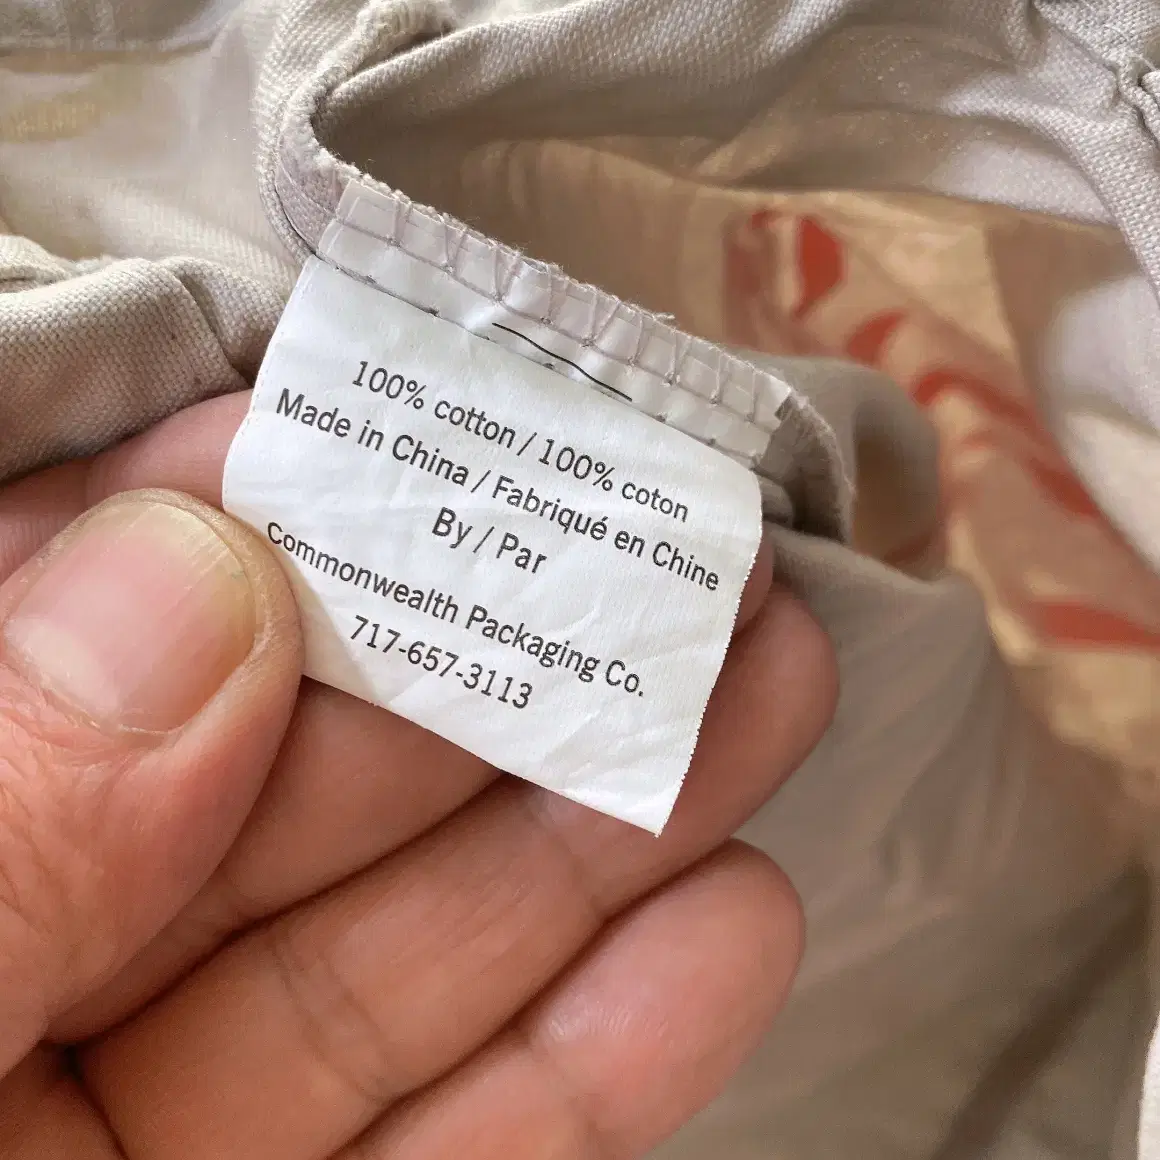 100% cotton / 100% coton
Made in China / Fabriqué en Chine
By / Par
Commonwealth Packaging Co.
717-657-3113